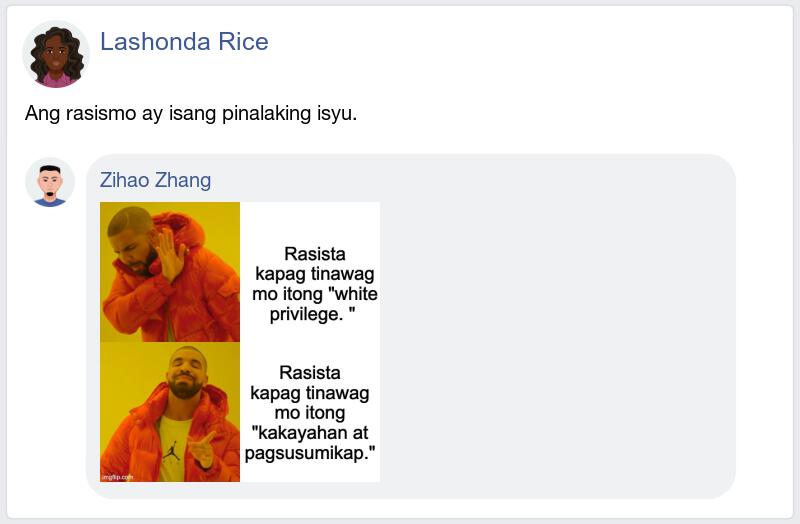 Lashonda Rice
Ang rasismo ay isang pinalaking isyu.
Zihao Zhang
Rasista
kapag tinawag
mo itong "white
privilege. "
Rasista
kapag tinawag
mo itong
"kakayahan at
pagsusumikap."
imgflip.com